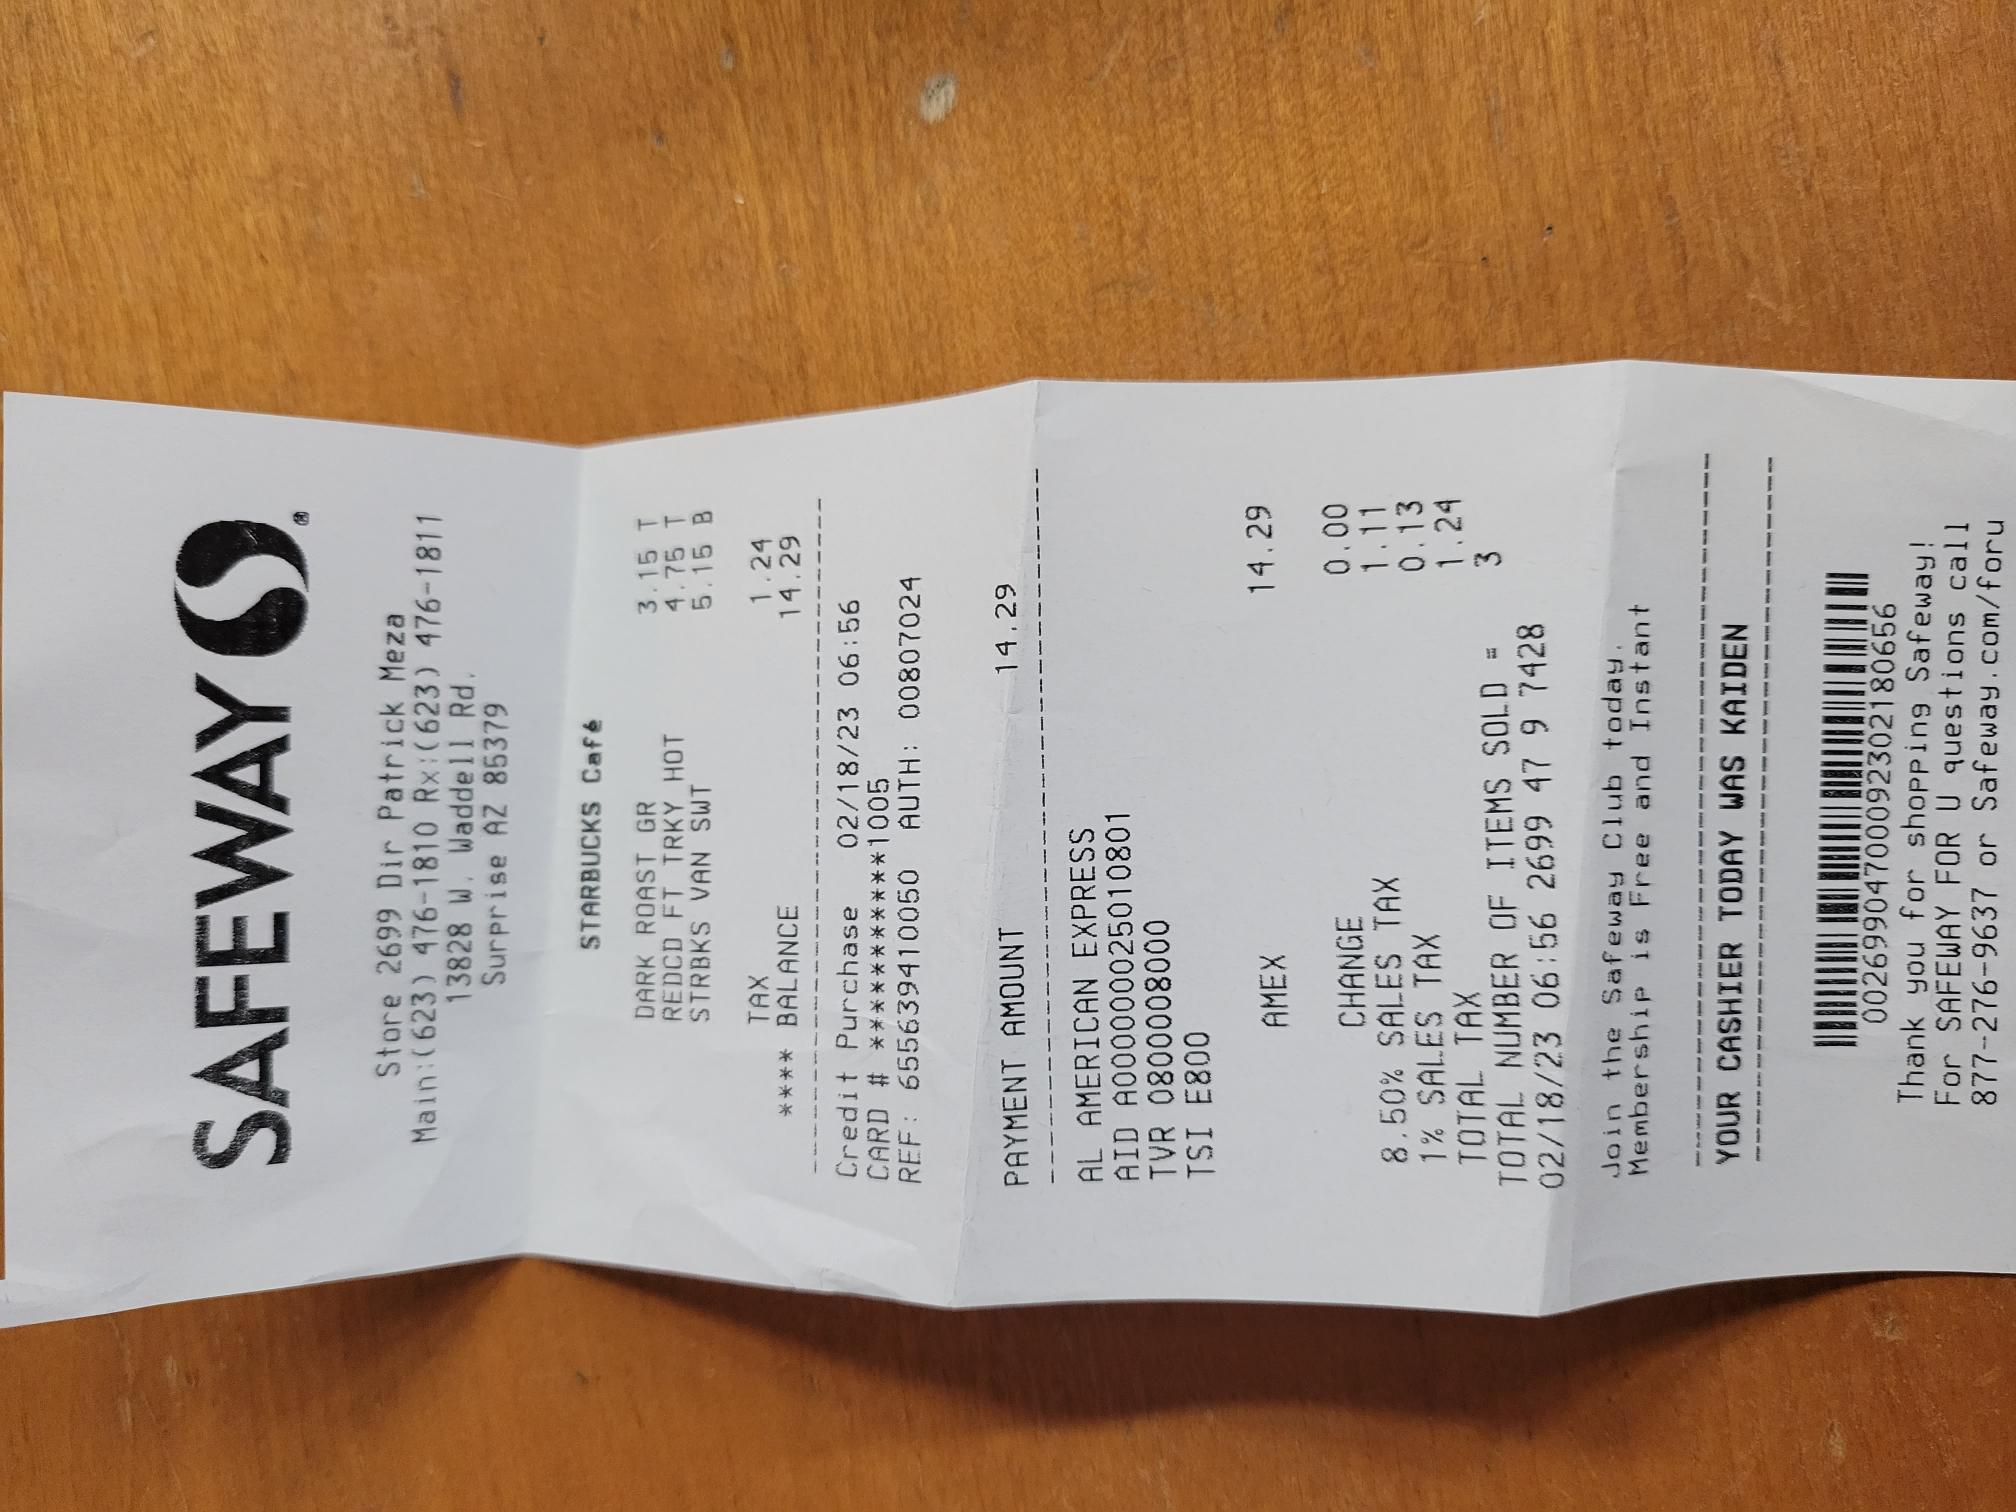 SAFEWAY ®
Store 2699 Dir Patrick Meza
Main:(623) 476-1810 Rx:(623) 476-1811
13828 W. Waddell Rd.
Surprise AZ 85379
STARBUCKS Café
DARK ROAST GR 3.15 T
REDCD FT TRKY HOT 4.75 T
STRBKS VAN SWT 5.15 B
TAX 1.24
**** BALANCE 14.29
Credit Purchase 02/18/23 06:56
CARD # ************1005
REF: 655639410050 AUTH: 00807024
PAYMENT AMOUNT 14.29
AL AMERICAN EXPRESS
AID A000000025010801
TVR 0800008000
TSI E800
AMEX 14.29
CHANGE 0.00
8.50% SALES TAX 1.11
1% SALES TAX 0.13
TOTAL TAX 1.24
TOTAL NUMBER OF ITEMS SOLD = 3
02/18/23 06:56 2699 47 9 7428
Join the Safeway Club today.
Membership is Free and Instant
YOUR CASHIER TODAY WAS KAIDEN
00269904700092302180656
Thank you for shopping Safeway!
For SAFEWAY FOR U questions call
877-276-9637 or Safeway.com/foru